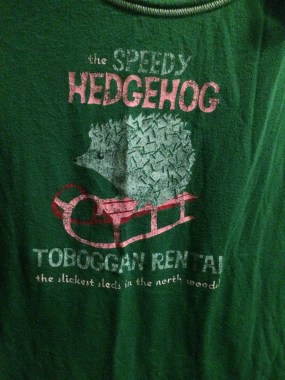 the SPEEDY
HEDGEHOG
TOBOGGAN RENTAL
the slickest sleds in the north woods